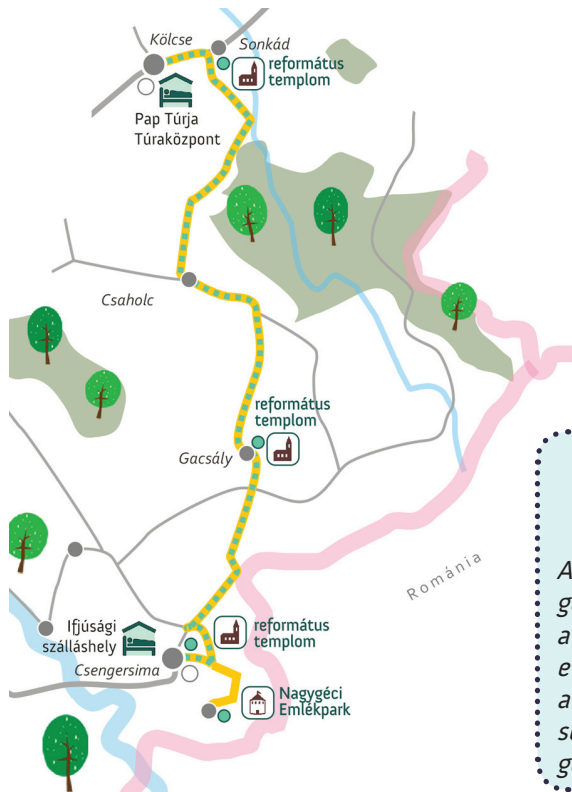 Kölcse
Sonkád
református
templom
Pap Túrja
Túraközpont
Csaholc
református
templom
Gacsály
Románia
Ifjúsági
szálláshely
református
templom
Csengersima
Nagygéci
Emlékpark